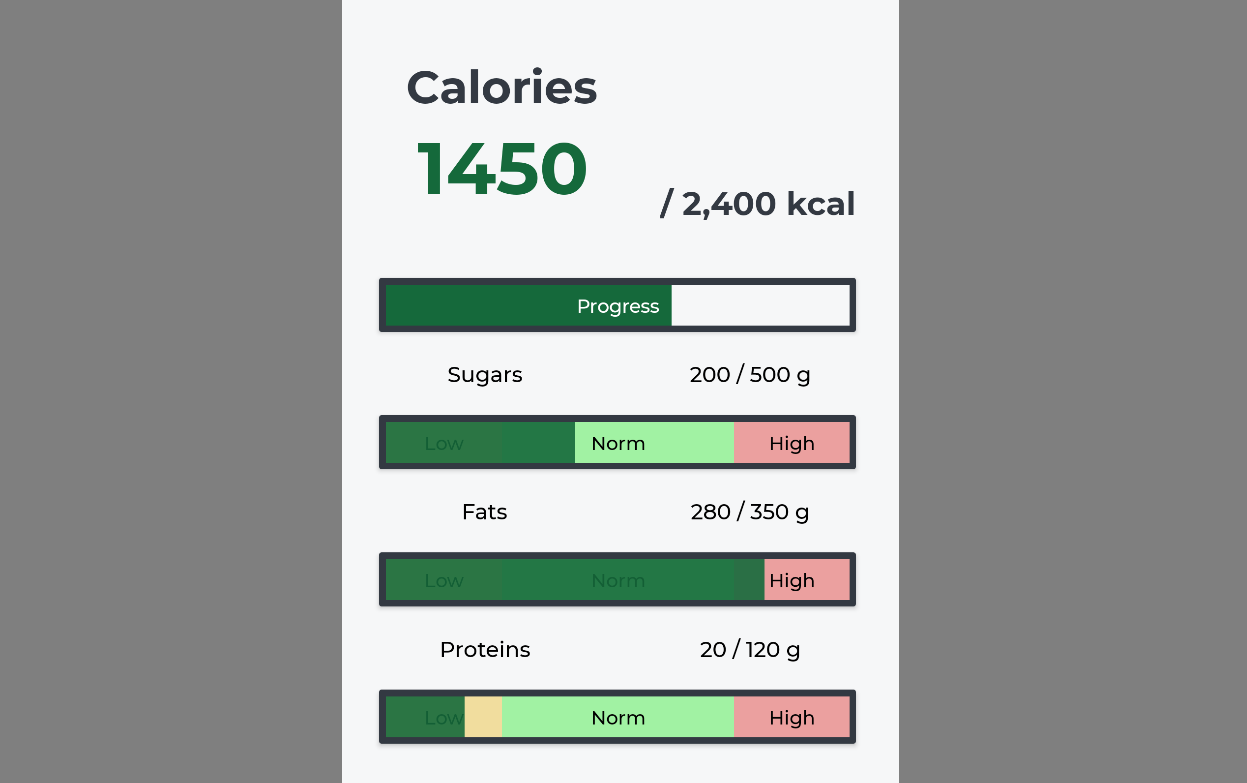 Calories
1450
/ 2,400 kcal
Progress
Sugars 200 / 500 g
Low Norm High
Fats 280 / 350 g
Low Norm High
Proteins 20 / 120 g
Low Norm High